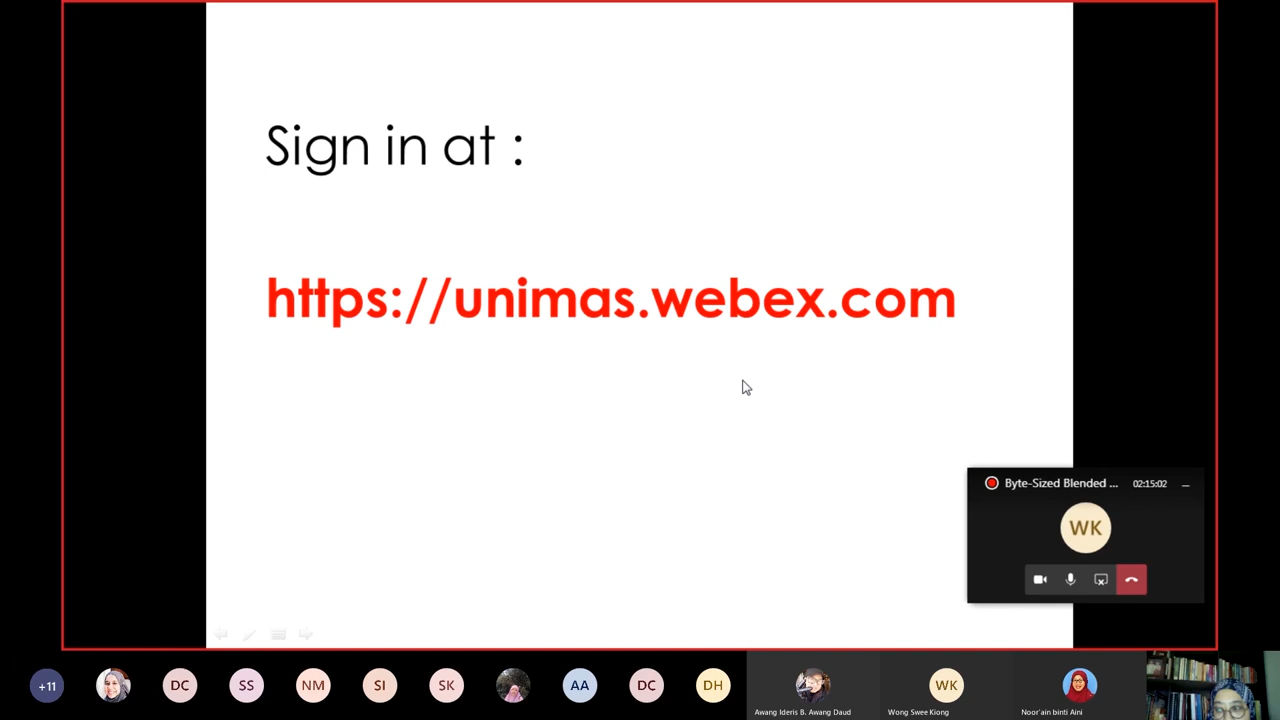 Sign in at :
https://unimas.webex.com
Byte-Sized Blended ... 02:15:02
WK
+11 DC SS NM SI SK AA DC DH WK
Awang Ideris B. Awang Daud Wong Swee Kiong Noor'ain binti Aini